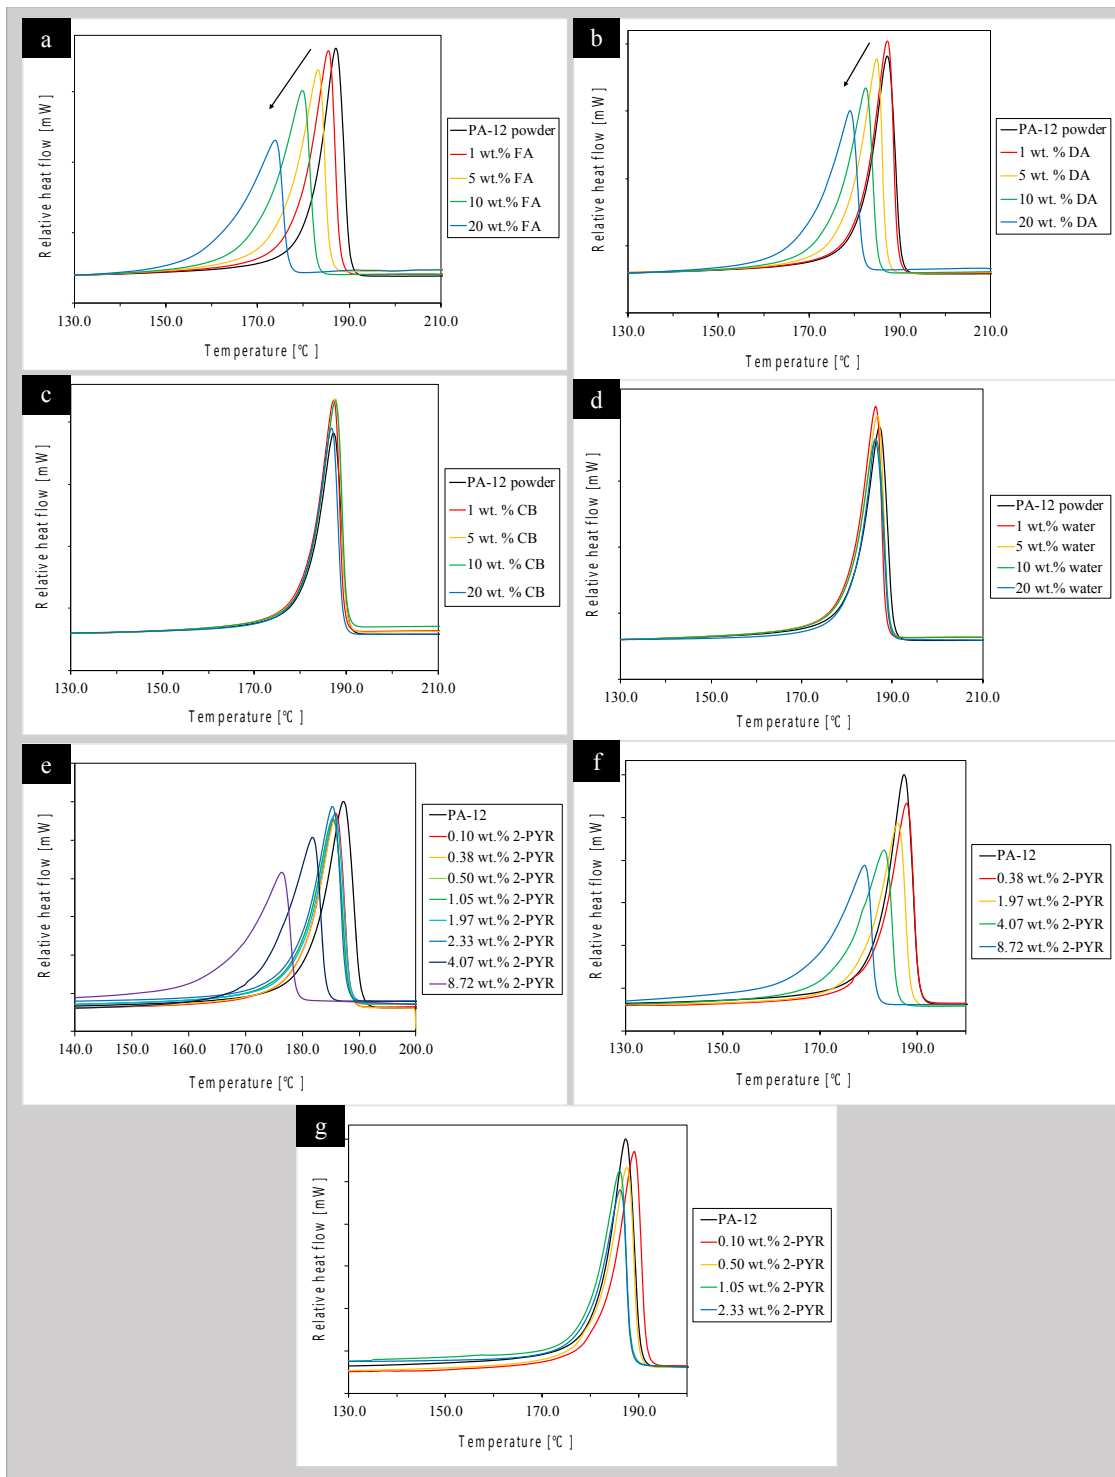 a
Relative heat flow [mW]
130.0 150.0 170.0 190.0 210.0
Temperature [°C]
PA-12 powder
1 wt.% FA
5 wt.% FA
10 wt.% FA
20 wt.% FA
b
Relative heat flow [mW]
130.0 150.0 170.0 190.0 210.0
Temperature [°C]
PA-12 powder
1 wt. % DA
5 wt. % DA
10 wt. % DA
20 wt. % DA
c
Relative heat flow [mW]
130.0 150.0 170.0 190.0 210.0
Temperature [°C]
PA-12 powder
1 wt. % CB
5 wt. % CB
10 wt. % CB
20 wt. % CB
d
Relative heat flow [mW]
130.0 150.0 170.0 190.0 210.0
Temperature [°C]
PA-12 powder
1 wt.% water
5 wt.% water
10 wt.% water
20 wt.% water
e
Relative heat flow [mW]
140.0 150.0 160.0 170.0 180.0 190.0 200.0
Temperature [°C]
PA-12
0.10 wt.% 2-PYR
0.38 wt.% 2-PYR
0.50 wt.% 2-PYR
1.05 wt.% 2-PYR
1.97 wt.% 2-PYR
2.33 wt.% 2-PYR
4.07 wt.% 2-PYR
8.72 wt.% 2-PYR
f
Relative heat flow [mW]
130.0 150.0 170.0 190.0
Temperature [°C]
PA-12
0.38 wt.% 2-PYR
1.97 wt.% 2-PYR
4.07 wt.% 2-PYR
8.72 wt.% 2-PYR
g
Relative heat flow [mW]
130.0 150.0 170.0 190.0
Temperature [°C]
PA-12
0.10 wt.% 2-PYR
0.50 wt.% 2-PYR
1.05 wt.% 2-PYR
2.33 wt.% 2-PYR